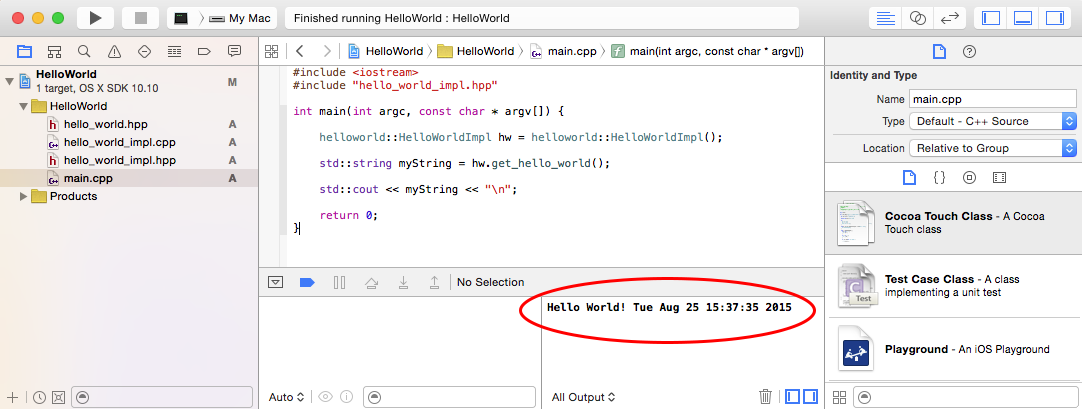 My Mac
Finished running HelloWorld : HelloWorld
HelloWorld
M
1 target, OS X SDK 10.10
HelloWorld
hello_world.hpp
A
hello_world_impl.cpp
A
hello_world_impl.hpp
A
main.cpp
A
Products
HelloWorld
HelloWorld
main.cpp
main(int argc, const char * argv[])
#include <iostream>
#include "hello_world_impl.hpp"
int main(int argc, const char * argv[]) {
helloworld::HelloWorldImpl hw = helloworld::HelloWorldImpl();
std::string myString = hw.get_hello_world();
std::cout << myString << "\n";
return 0;
}
No Selection
Hello World! Tue Aug 25 15:37:35 2015
Auto
All Output
Identity and Type
Name main.cpp
Type Default - C++ Source
Location Relative to Group
Cocoa Touch Class - A Cocoa
Touch class
Test
Test Case Class - A class
implementing a unit test
Playground - An iOS Playground